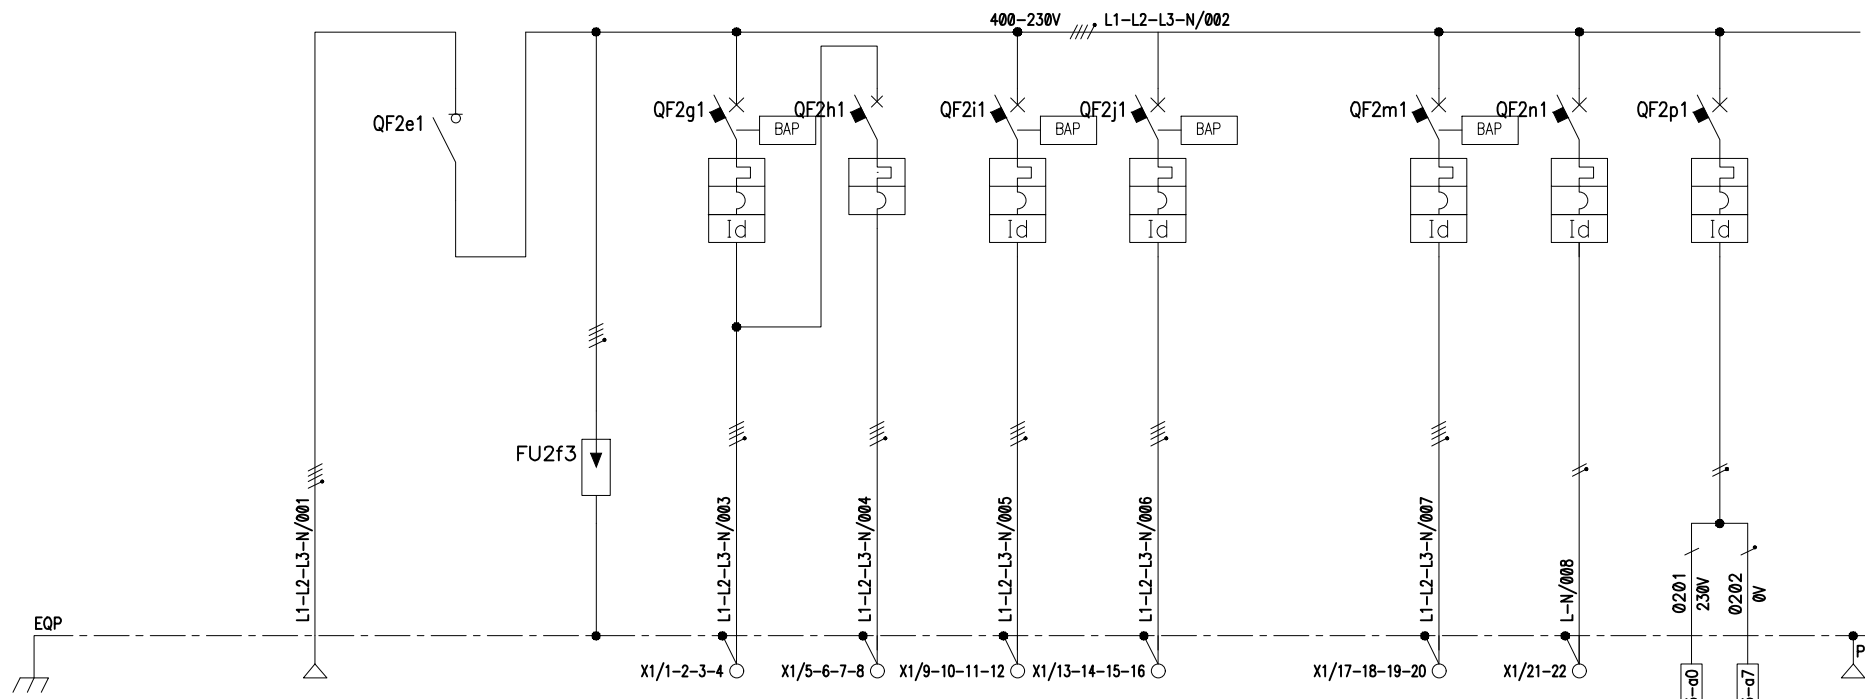 400-230V L1-L2-L3-N/002
QF2e1
QF2g1
BAP
QF2h1
QF2i1
BAP
QF2j1
BAP
QF2m1
BAP
QF2n1
QF2p1
Id
Id
Id
Id
Id
Id
FU2f3
L1-L2-L3-N/001
L1-L2-L3-N/003
L1-L2-L3-N/004
L1-L2-L3-N/005
L1-L2-L3-N/006
L1-L2-L3-N/007
L-N/008
0201
230V
0202
0V
EQP
X1/1-2-3-4
X1/5-6-7-8
X1/9-10-11-12
X1/13-14-15-16
X1/17-18-19-20
X1/21-22
-a0
-a7
P